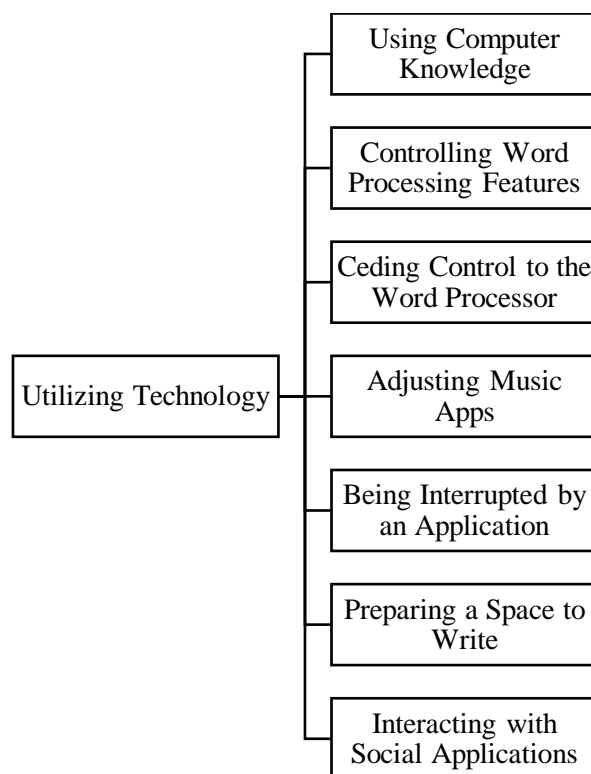 Using Computer
Knowledge
Controlling Word
Processing Features
Ceding Control to the
Word Processor
Utilizing Technology
Adjusting Music
Apps
Being Interrupted by
an Application
Preparing a Space to
Write
Interacting with
Social Applications